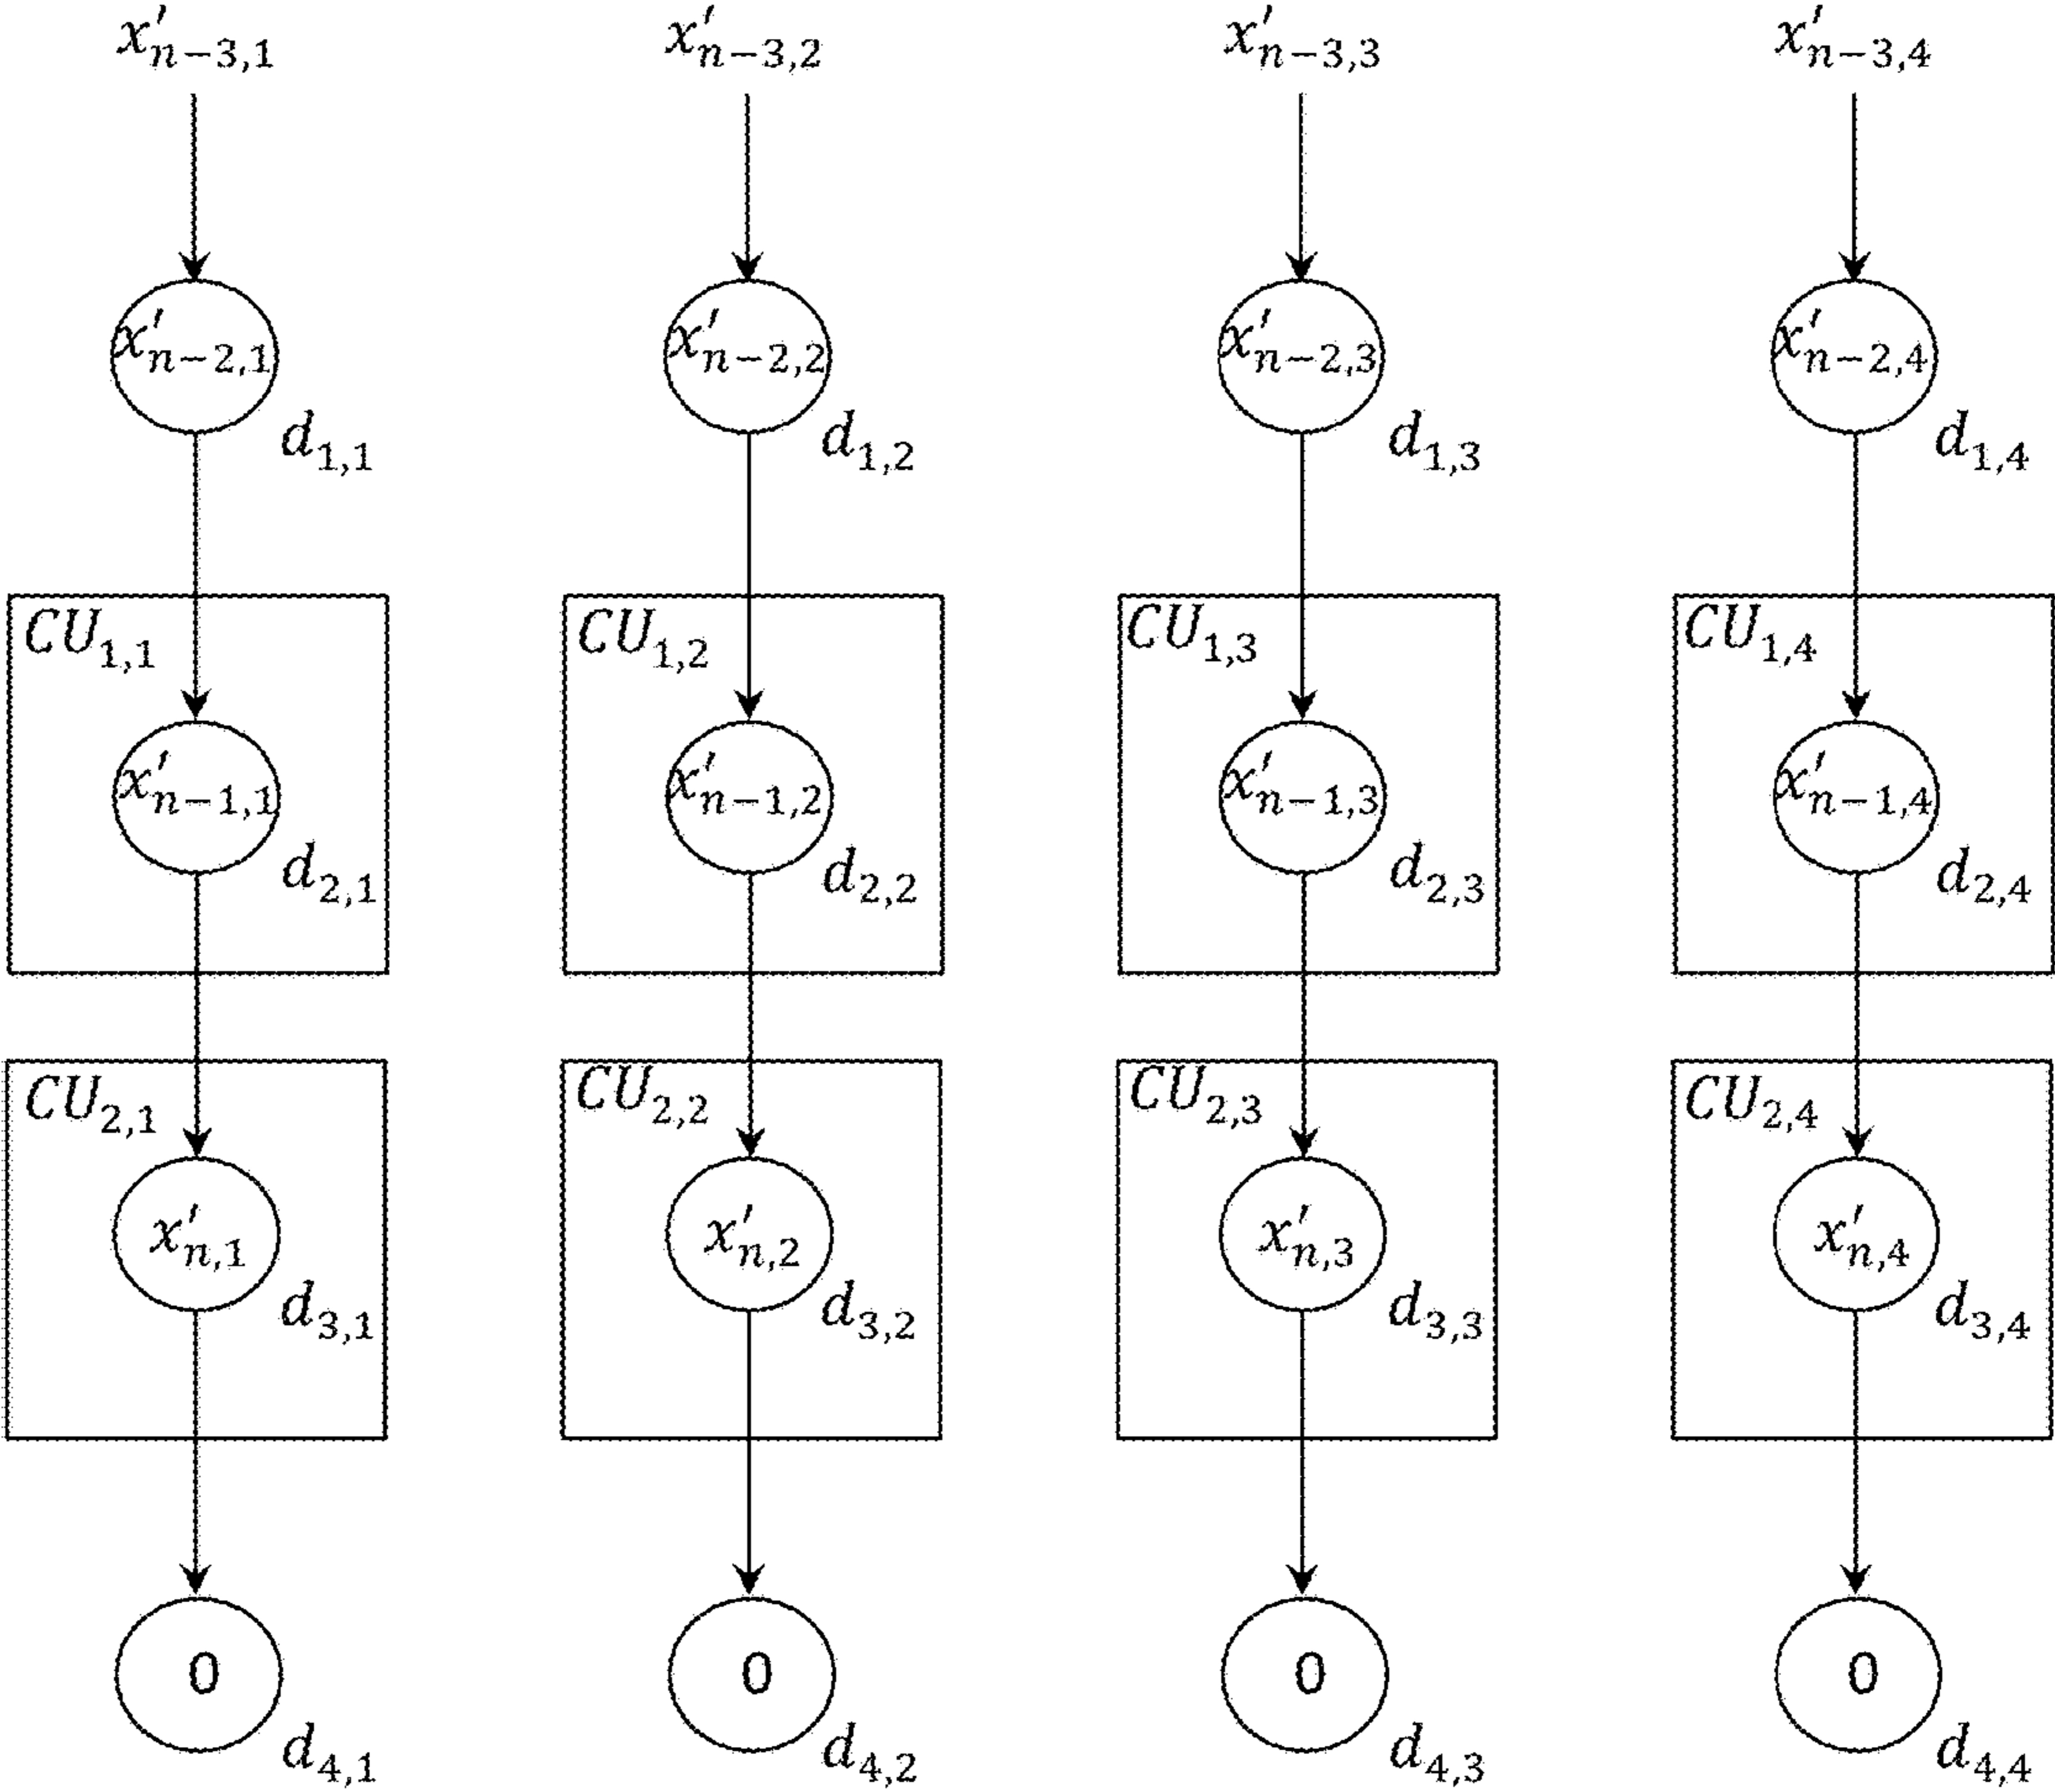 x′n−3,1 x′n−3,2 x′n−3,3 x′n−3,4
x′n−2,1 x′n−2,2 x′n−2,3 x′n−2,4
d1,1 d1,2 d1,3 d1,4
CU1,1 CU1,2 CU1,3 CU1,4
x′n−1,1 x′n−1,2 x′n−1,3 x′n−1,4
d2,1 d2,2 d2,3 d2,4
CU2,1 CU2,2 CU2,3 CU2,4
x′n,1 x′n,2 x′n,3 x′n,4
d3,1 d3,2 d3,3 d3,4
0 0 0 0
d4,1 d4,2 d4,3 d4,4